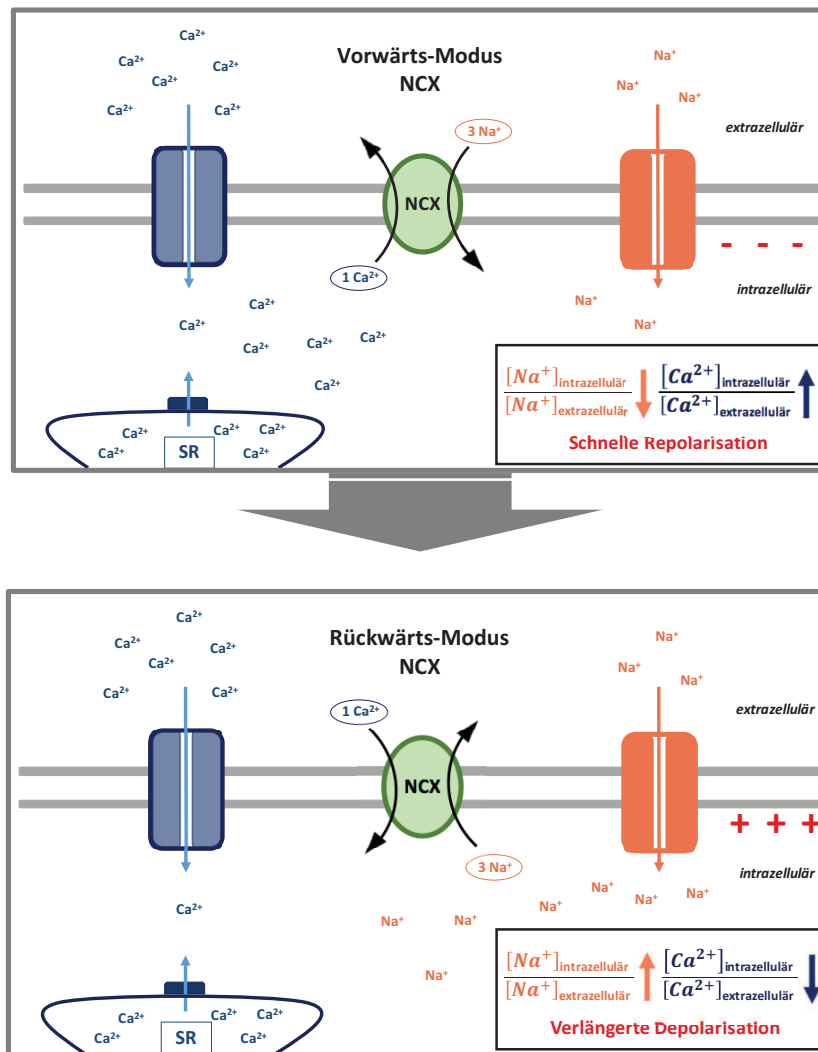 Ca²⁺
Ca²⁺ Ca²⁺
Ca²⁺
Ca²⁺ Ca²⁺
Vorwärts-Modus
NCX
3 Na⁺
Na⁺
Na⁺ Na⁺
extrazellulär
NCX
1 Ca²⁺
- - -
intrazellulär
Ca²⁺
Ca²⁺
Ca²⁺ Ca²⁺ Ca²⁺
Ca²⁺
Na⁺
Na⁺
[Na⁺]intrazellulär [Ca²⁺]intrazellulär
[Na⁺]extrazellulär [Ca²⁺]extrazellulär
Schnelle Repolarisation
Ca²⁺ Ca²⁺ Ca²⁺
Ca²⁺ SR Ca²⁺
Ca²⁺
Ca²⁺ Ca²⁺
Ca²⁺
Ca²⁺ Ca²⁺
Rückwärts-Modus
NCX
1 Ca²⁺
Na⁺
Na⁺ Na⁺
extrazellulär
NCX
+ + +
3 Na⁺
intrazellulär
Ca²⁺
Na⁺ Na⁺ Na⁺ Na⁺ Na⁺ Na⁺
Na⁺
[Na⁺]intrazellulär [Ca²⁺]intrazellulär
[Na⁺]extrazellulär [Ca²⁺]extrazellulär
Verlängerte Depolarisation
Ca²⁺ Ca²⁺ Ca²⁺
Ca²⁺ SR Ca²⁺